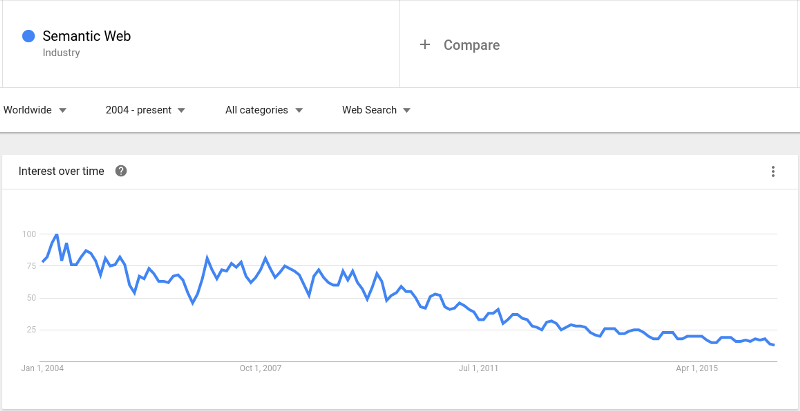 Semantic Web
Industry
+ Compare
Worldwide
2004 - present
All categories
Web Search
Interest over time ?
100
75
50
25
Jan 1, 2004
Oct 1, 2007
Jul 1, 2011
Apr 1, 2015